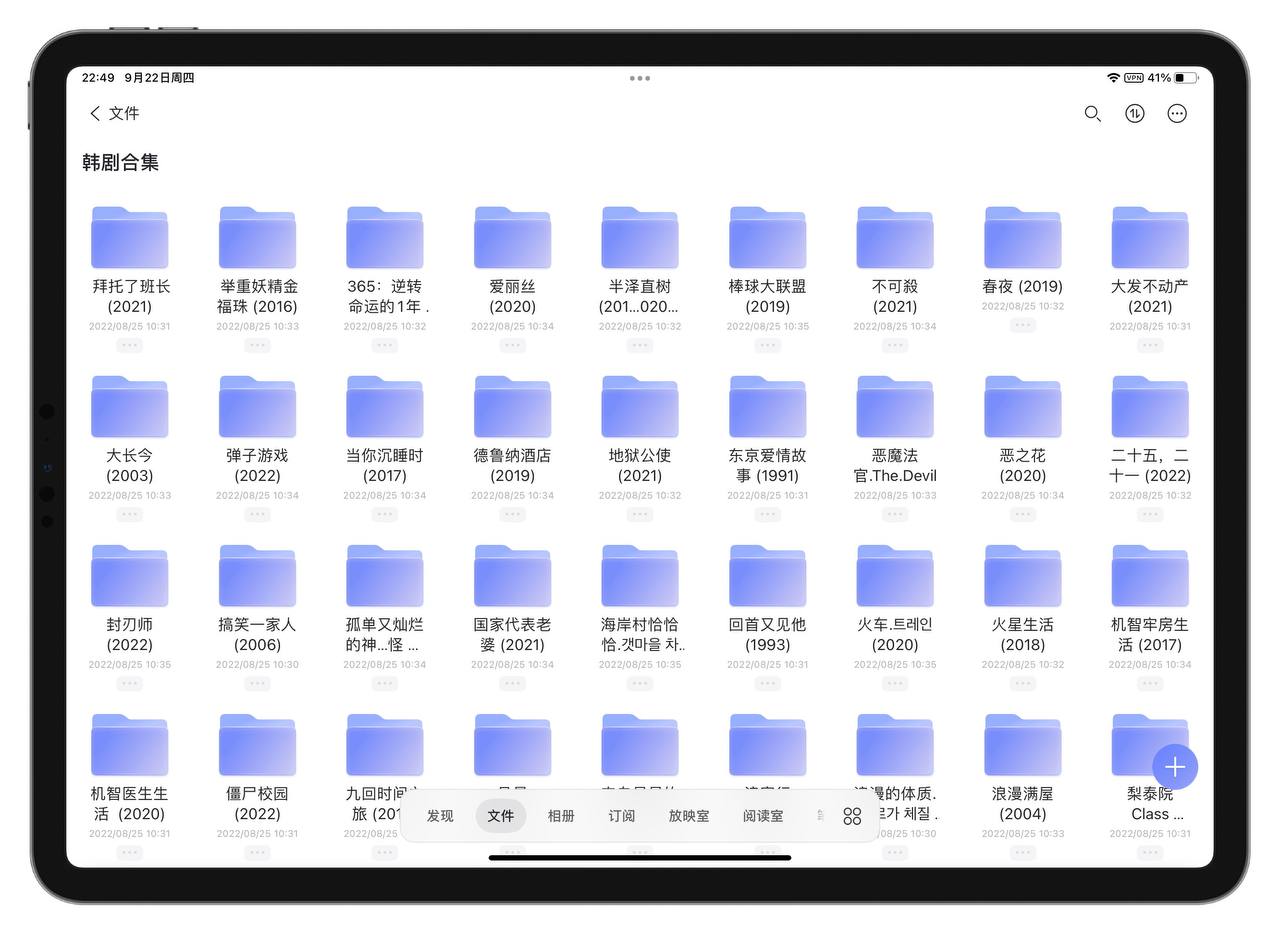 22:49 9月22日周四
VPN 41%
文件
韩剧合集
拜托了班长
(2021)
2022/08/25 10:31
举重妖精金
福珠 (2016)
2022/08/25 10:33
365：逆转
命运的1年 .
2022/08/25 10:32
爱丽丝
(2020)
2022/08/25 10:34
半泽直树
(201...020...
2022/08/25 10:32
棒球大联盟
(2019)
2022/08/25 10:35
不可殺
(2021)
2022/08/25 10:34
春夜 (2019)
2022/08/25 10:32
大发不动产
(2021)
2022/08/25 10:31
大长今
(2003)
2022/08/25 10:33
弹子游戏
(2022)
2022/08/25 10:34
当你沉睡时
(2017)
2022/08/25 10:34
德鲁纳酒店
(2019)
2022/08/25 10:34
地狱公使
(2021)
2022/08/25 10:32
东京爱情故
事 (1991)
2022/08/25 10:31
恶魔法
官.The.Devil
2022/08/25 10:33
恶之花
(2020)
2022/08/25 10:34
二十五，二
十一 (2022)
2022/08/25 10:32
封刃师
(2022)
2022/08/25 10:35
搞笑一家人
(2006)
2022/08/25 10:30
孤单又灿烂
的神...怪 ...
2022/08/25 10:34
国家代表老
婆 (2021)
2022/08/25 10:34
海岸村恰恰
恰.갯마을 차..
2022/08/25 10:35
回首又见他
(1993)
2022/08/25 10:31
火车.트레인
(2020)
2022/08/25 10:35
火星生活
(2018)
2022/08/25 10:32
机智牢房生
活 (2017)
2022/08/25 10:34
机智医生生
活 (2020)
2022/08/25 10:31
僵尸校园
(2022)
2022/08/25 10:31
九回时间
旅 (201
2022/08/25 10:31
浪漫的体质.
르가 체질 .
10:30
浪漫满屋
(2004)
2022/08/25 10:33
梨泰院
Class ...
2022/08/25 10:31
发现 文件 相册 订阅 放映室 阅读室